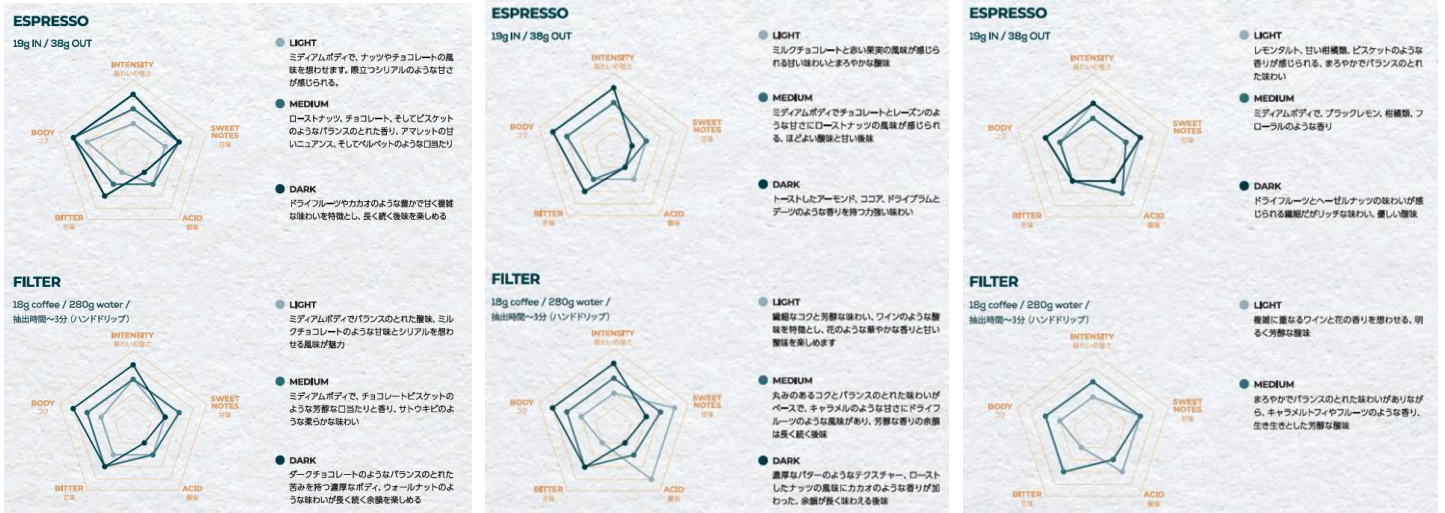 ESPRESSO
19g IN / 38g OUT
INTENSITY
味わいの強さ
SWEET
NOTES
甘味
ACID
酸味
BITTER
苦味
BODY
コク
LIGHT
ミディアムボディで、ナッツやチョコレートの風
味を想わせます。際立つシリアルのような甘さ
が感じられる。
MEDIUM
ローストナッツ、チョコレート、そしてビスケット
のようなバランスのとれた香り、アマレットの甘
いニュアンス、そしてベルベットのような口当たり
DARK
ドライフルーツやカカオのような豊かで甘く複雑
な味わいを特徴とし、長く続く後味を楽しめる
FILTER
18g coffee / 280g water /
抽出時間〜3分（ハンドドリップ）
INTENSITY
味わいの強さ
SWEET
NOTES
甘味
ACID
酸味
BITTER
苦味
BODY
コク
LIGHT
ミディアムボディでバランスのとれた酸味、ミル
クチョコレートのような甘味とシリアルを想わ
せる風味が魅力
MEDIUM
ミディアムボディで、チョコレートビスケットの
ような芳醇な口当たりと香り、サトウキビのよ
うな柔らかな味わい
DARK
ダークチョコレートのようなバランスのとれた
苦みを持つ濃厚なボディ、ウォールナットのよ
うな味わいが長く続く余韻を楽しめる
ESPRESSO
19g IN / 38g OUT
INTENSITY
味わいの強さ
SWEET
NOTES
甘味
ACID
酸味
BITTER
苦味
BODY
コク
LIGHT
ミルクチョコレートと赤い果実の風味が感じら
れる甘い味わいとまろやかな酸味
MEDIUM
ミディアムボディでチョコレートとレーズンのよ
うな甘さにローストナッツの風味が感じられ
る、ほどよい酸味と甘い後味
DARK
トーストしたアーモンド、ココア、ドライプラムと
デーツのような香りを持つ力強い味わい
FILTER
18g coffee / 280g water /
抽出時間〜3分（ハンドドリップ）
INTENSITY
味わいの強さ
SWEET
NOTES
甘味
ACID
酸味
BITTER
苦味
BODY
コク
LIGHT
繊細なコクと芳醇な味わい、ワインのような酸
味を特徴とし、花のような華やかな香りと甘い
酸味を楽しめます
MEDIUM
丸みのあるコクとバランスのとれた味わいが
ベースで、キャラメルのような甘さにドライフ
ルーツのような風味があり、芳醇な香りの余韻
は長く続く後味
DARK
濃厚なバターのようなテクスチャー、ロースト
したナッツの風味にカカオのような香りが加
わった、余韻が長く味わえる後味
ESPRESSO
19g IN / 38g OUT
INTENSITY
味わいの強さ
SWEET
NOTES
甘味
ACID
酸味
BITTER
苦味
BODY
コク
LIGHT
レモンタルト、甘い柑橘類、ビスケットのような
香りが感じられる、まろやかでバランスのとれ
た味わい
MEDIUM
ミディアムボディで、ブラックレモン、柑橘類、フ
ローラルのような香り
DARK
ドライフルーツとヘーゼルナッツの味わいが感
じられる繊細だがリッチな味わい、優しい酸味
FILTER
18g coffee / 280g water /
抽出時間〜3分（ハンドドリップ）
INTENSITY
味わいの強さ
SWEET
NOTES
甘味
ACID
酸味
BITTER
苦味
BODY
コク
LIGHT
複雑に重なるワインと花の香りを想わせる、明
るく芳醇な酸味
MEDIUM
まろやかでバランスのとれた味わいがありなが
ら、キャラメルトフィやフルーツのような香り、
生き生きとした芳醇な酸味